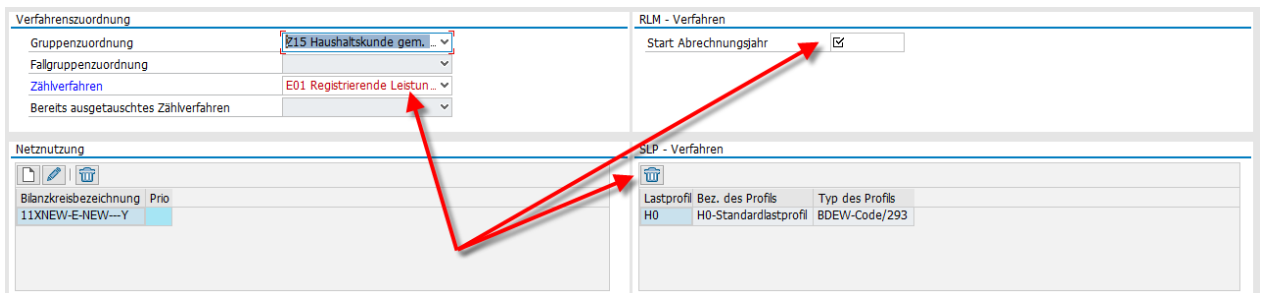 Verfahrenszuordnung
Gruppenzuordnung Z15 Haushaltskunde gem. ...
Fallgruppenzuordnung
Zählverfahren E01 Registrierende Leistun...
Bereits ausgetauschtes Zählverfahren
RLM - Verfahren
Start Abrechnungsjahr
Netznutzung
Bilanzkreisbezeichnung Prio
11XNEW-E-NEW---Y
SLP - Verfahren
Lastprofil Bez. des Profils Typ des Profils
H0 H0-Standardlastprofil BDEW-Code/293